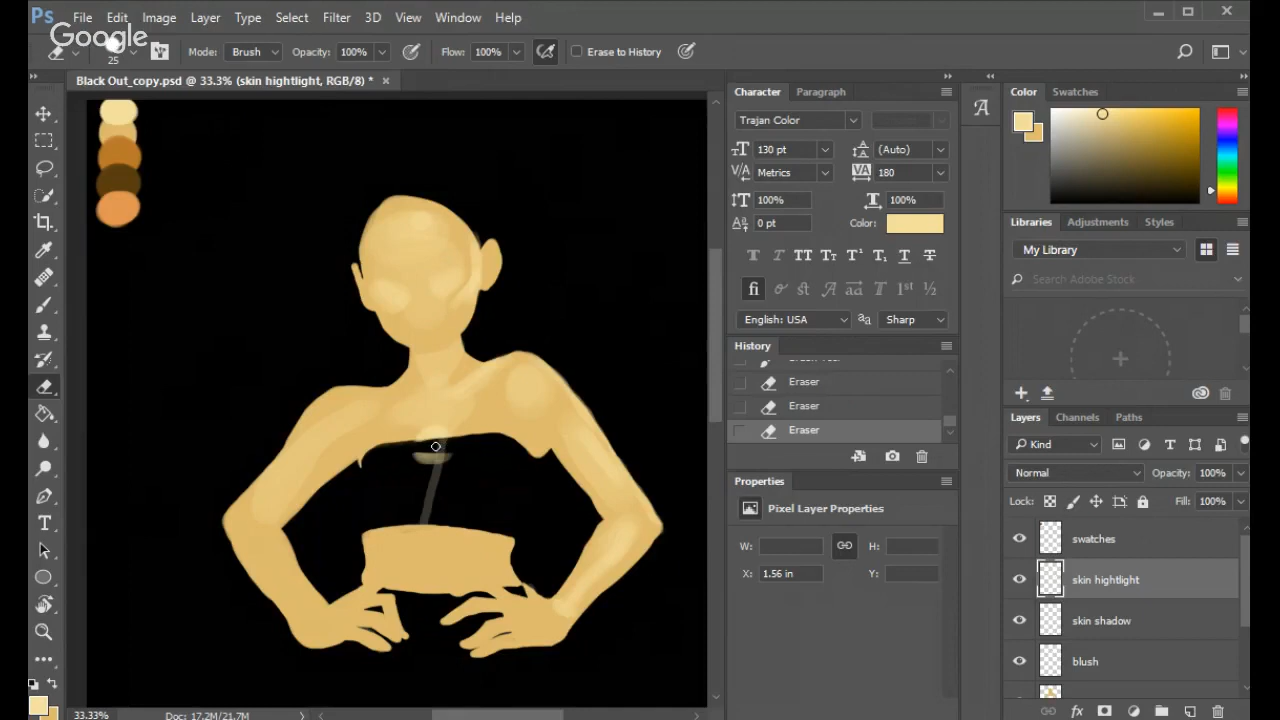 Ps File Edit Image Layer Type Select Filter 3D View Window Help
Google
25 Mode: Brush Opacity: 100% Flow: 100% Erase to History
Black Out_copy.psd @ 33.3% (skin hightlight, RGB/8) * ×
Character Paragraph
Trajan Color
130 pt (Auto)
Metrics 180
100% 100%
0 pt Color:
English: USA Sharp
History
Eraser
Eraser
Eraser
Properties
Pixel Layer Properties
W: H:
X: 1.56 in Y:
Color Swatches
Libraries Adjustments Styles
My Library
Search Adobe Stock
Layers Channels Paths
Kind
Normal Opacity: 100%
Lock: Fill: 100%
swatches
skin hightlight
skin shadow
blush
33.33% Doc: 17.2M/21.7M